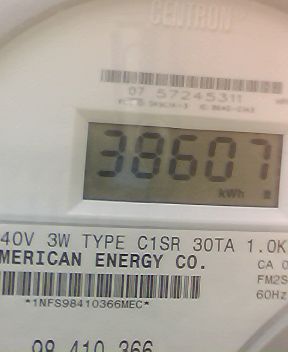 CENTRON
07 57245311
38607
kWh
40V 3W TYPE C1SR 30TA 1.0K
MERICAN ENERGY CO.
CA 0
FM2S
60Hz
*1NFS98410366MEC*
98 410 366